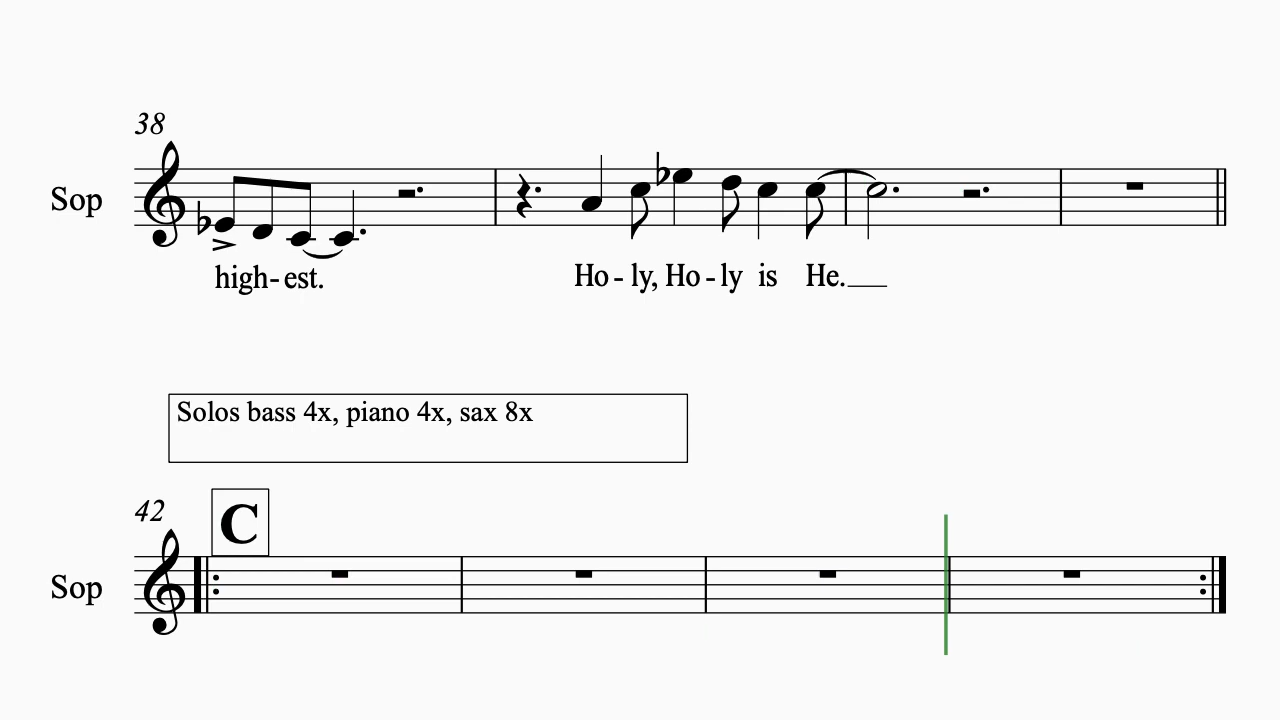 38
Sop
high-est.
Ho-ly, Ho-ly is He.
Solos bass 4x, piano 4x, sax 8x
42
C
Sop